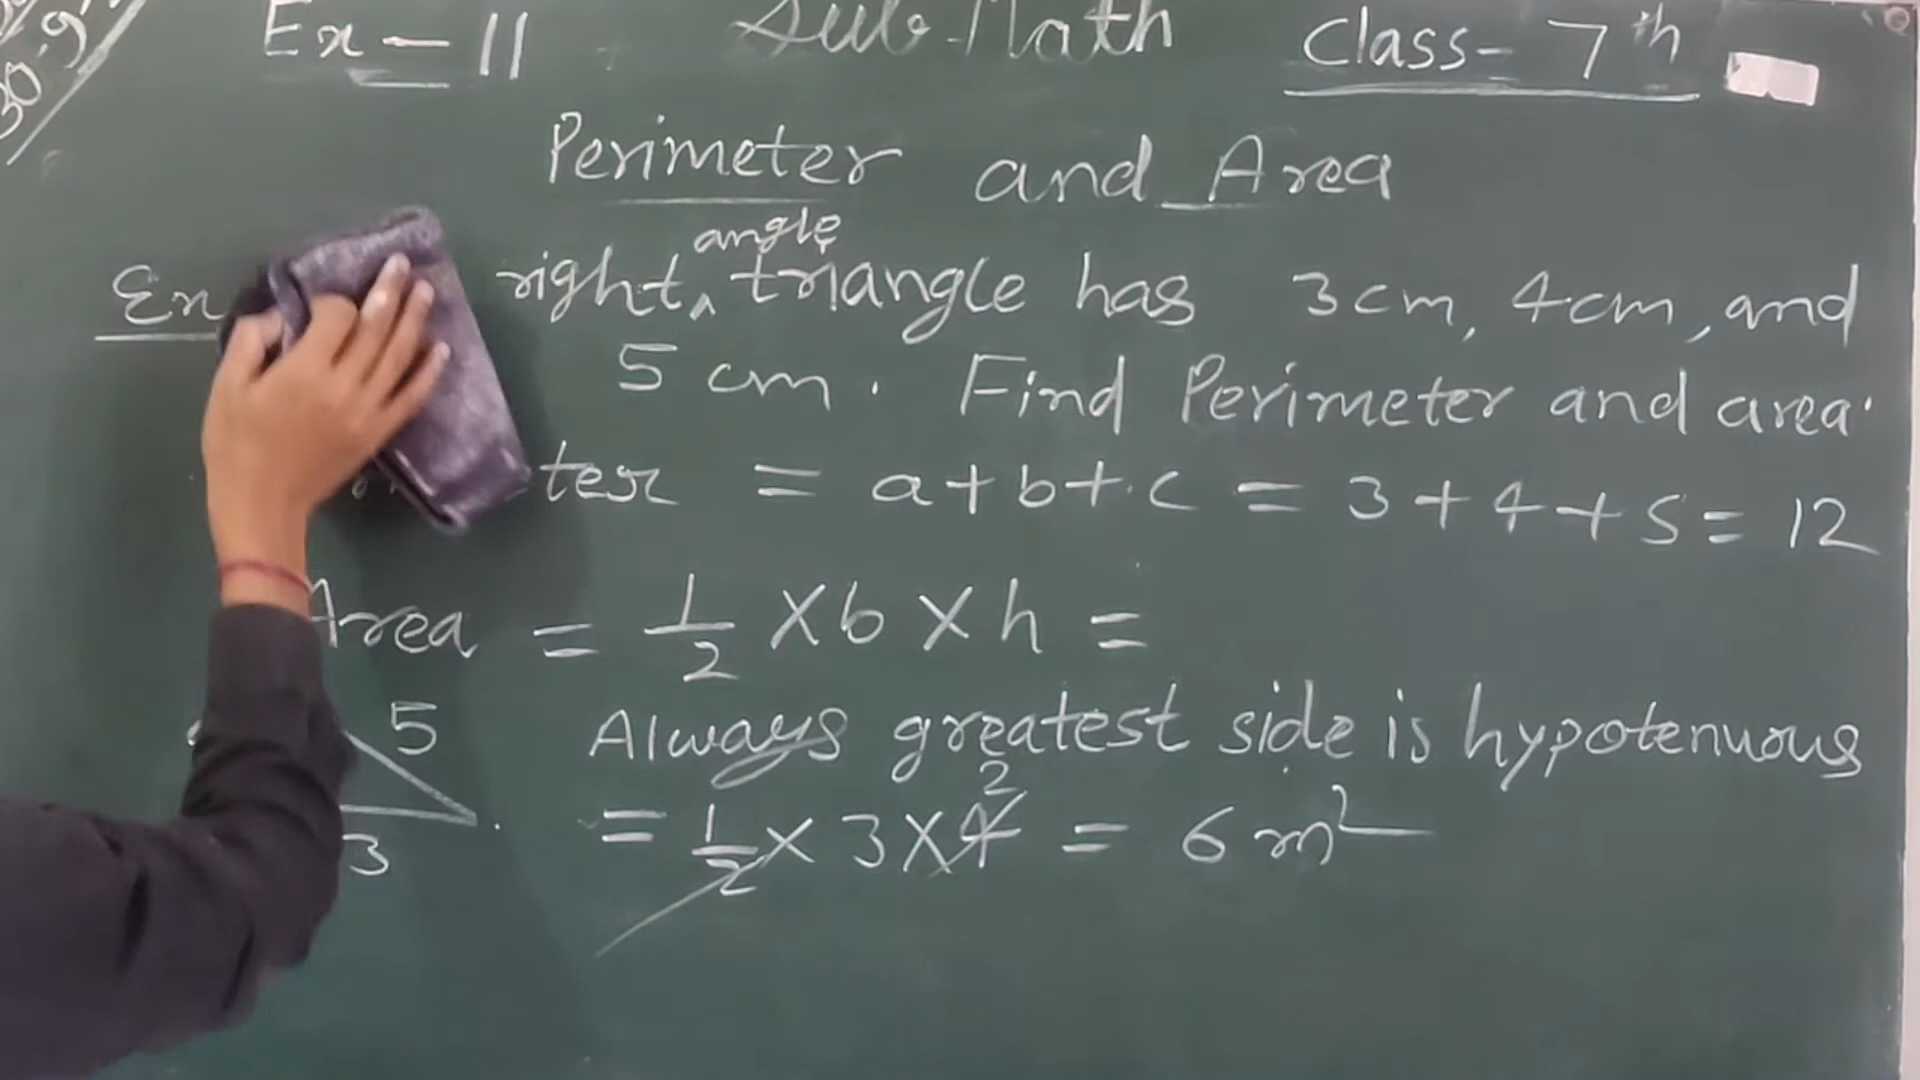 30.9
Ex - 11 Sub-Math Class- 7th
Perimeter and Area
angle
Ex right ^ triangle has 3cm, 4cm, and
5 cm. Find Perimeter and area.
ter = a+b+c = 3+4+5 = 12
Area = 1/2 X b X h =
5 Always greatest side is hypotenuous
2
= 1/2 X 3 X 4 = 6 m²
3